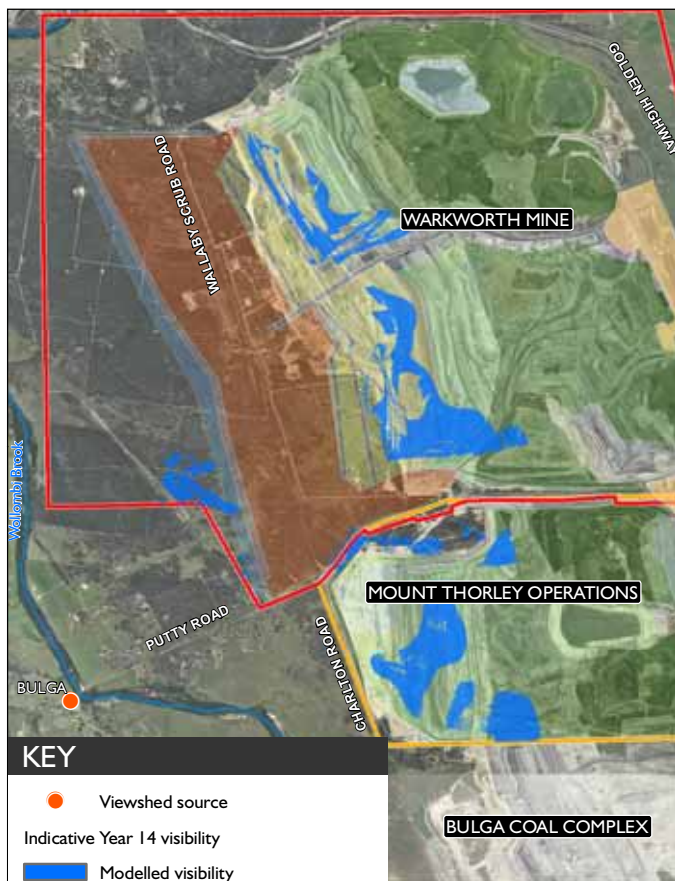 GOLDEN HIGHWAY
WALLABY SCRUB ROAD
WARKWORTH MINE
Wollombi Brook
MOUNT THORLEY OPERATIONS
PUTTY ROAD
CHARLTON ROAD
BULGA
KEY
Viewshed source
Indicative Year 14 visibility
Modelled visibility
BULGA COAL COMPLEX